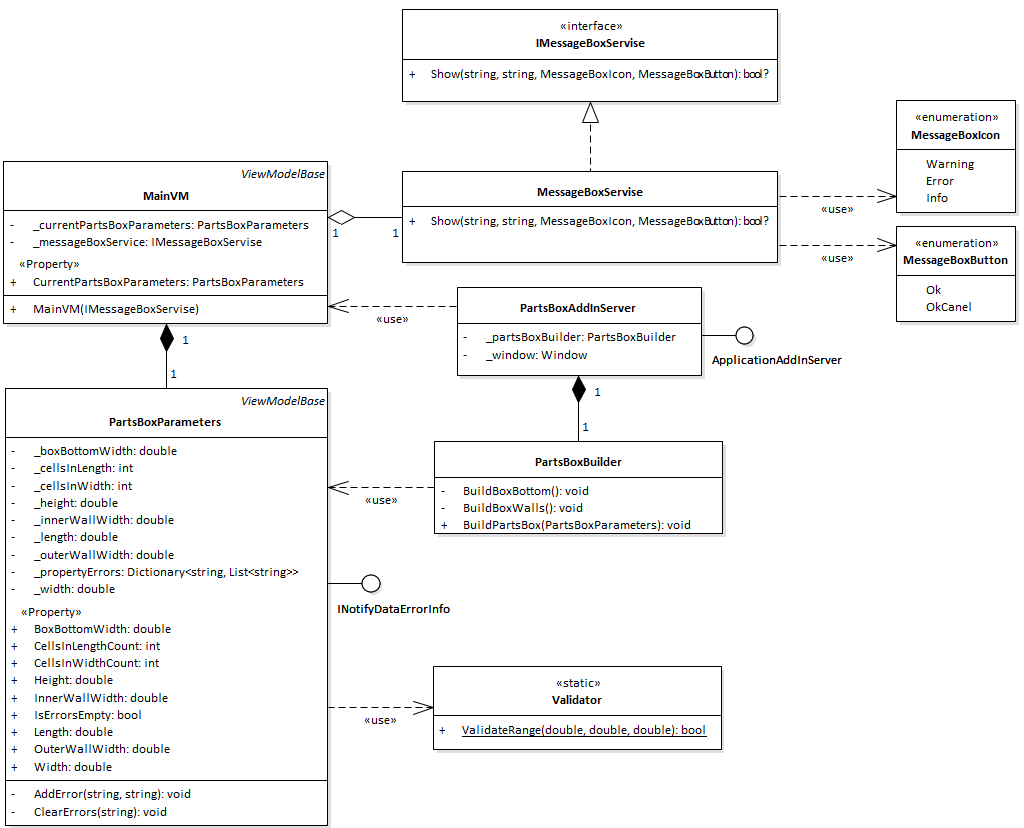 «interface»
IMessageBoxServise
+ Show(string, string, MessageBoxIcon, MessageBoxButton): bool?
«enumeration»
MessageBoxIcon
Warning
Error
Info
ViewModelBase
MainVM
- _currentPartsBoxParameters: PartsBoxParameters
- _messageBoxService: IMessageBoxServise
«Property»
+ CurrentPartsBoxParameters: PartsBoxParameters
+ MainVM(IMessageBoxServise)
1
1
MessageBoxServise
+ Show(string, string, MessageBoxIcon, MessageBoxButton): bool?
«use»
«use»
«enumeration»
MessageBoxButton
Ok
OkCanel
«use»
PartsBoxAddInServer
- _partsBoxBuilder: PartsBoxBuilder
- _window: Window
ApplicationAddInServer
1
1
1
1
PartsBoxBuilder
- BuildBoxBottom(): void
- BuildBoxWalls(): void
+ BuildPartsBox(PartsBoxParameters): void
«use»
ViewModelBase
PartsBoxParameters
- _boxBottomWidth: double
- _cellsInLength: int
- _cellsInWidth: int
- _height: double
- _innerWallWidth: double
- _length: double
- _outerWallWidth: double
- _propertyErrors: Dictionary<string, List<string>>
- _width: double
«Property»
+ BoxBottomWidth: double
+ CellsInLengthCount: int
+ CellsInWidthCount: int
+ Height: double
+ InnerWallWidth: double
+ IsErrorsEmpty: bool
+ Length: double
+ OuterWallWidth: double
+ Width: double
- AddError(string, string): void
- ClearErrors(string): void
INotifyDataErrorInfo
«use»
«static»
Validator
+ ValidateRange(double, double, double): bool